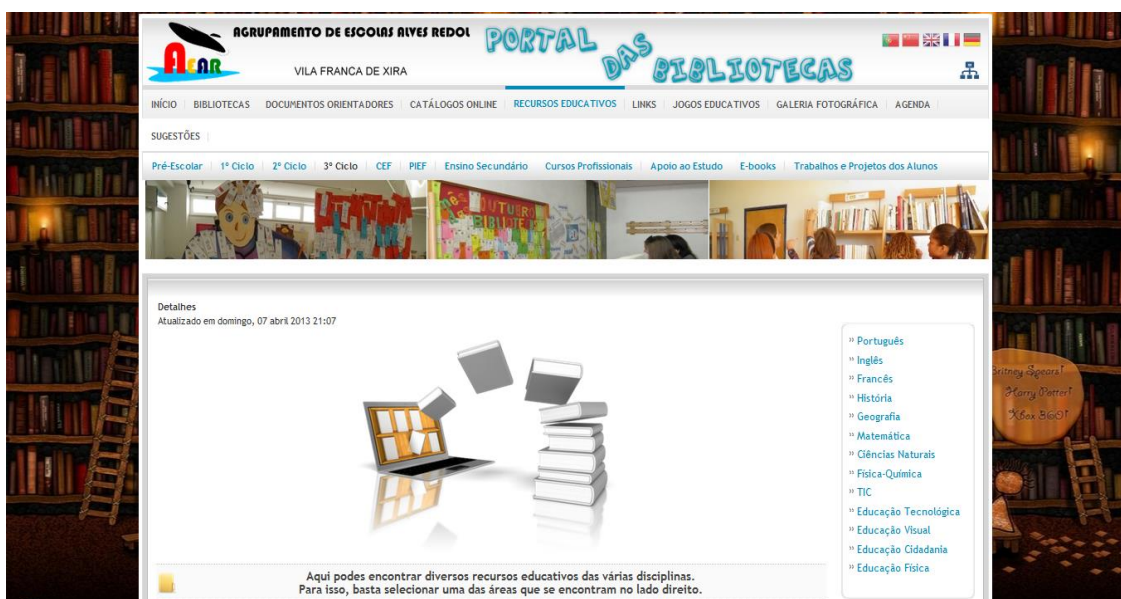 AGRUPAMENTO DE ESCOLAS ALVES REDOL
AEAR
VILA FRANCA DE XIRA
PORTAL DAS BIBLIOTECAS
INÍCIO BIBLIOTECAS DOCUMENTOS ORIENTADORES CATÁLOGOS ONLINE RECURSOS EDUCATIVOS LINKS JOGOS EDUCATIVOS GALERIA FOTOGRÁFICA AGENDA
SUGESTÕES
Pré-Escolar 1º Ciclo 2º Ciclo 3º Ciclo CEF PIEF Ensino Secundário Cursos Profissionais Apoio ao Estudo E-books Trabalhos e Projetos dos Alunos
OUTUBRO
Detalhes
Atualizado em domingo, 07 abril 2013 21:07
» Português
» Inglês
» Francês
» História
» Geografia
» Matemática
» Ciências Naturais
» Física-Química
» TIC
» Educação Tecnológica
» Educação Visual
» Educação Cidadania
» Educação Física
Britney Spears!
Harry Potter!
Xbox 360!
Aqui podes encontrar diversos recursos educativos das várias disciplinas.
Para isso, basta selecionar uma das áreas que se encontram no lado direito.